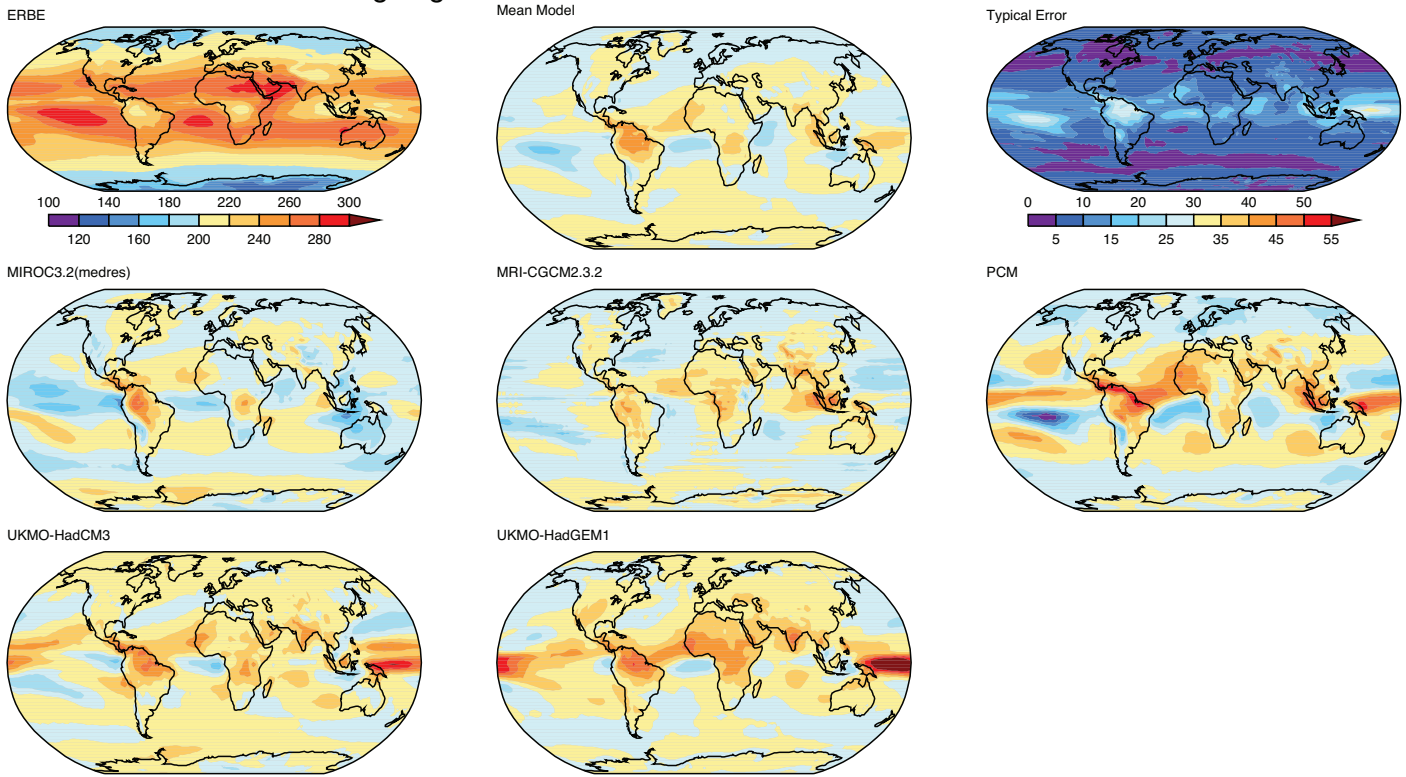 ERBE
Mean Model
Typical Error
100 140 180 220 260 300
120 160 200 240 280
0 10 20 30 40 50
5 15 25 35 45 55
MIROC3.2(medres)
MRI-CGCM2.3.2
PCM
UKMO-HadCM3
UKMO-HadGEM1